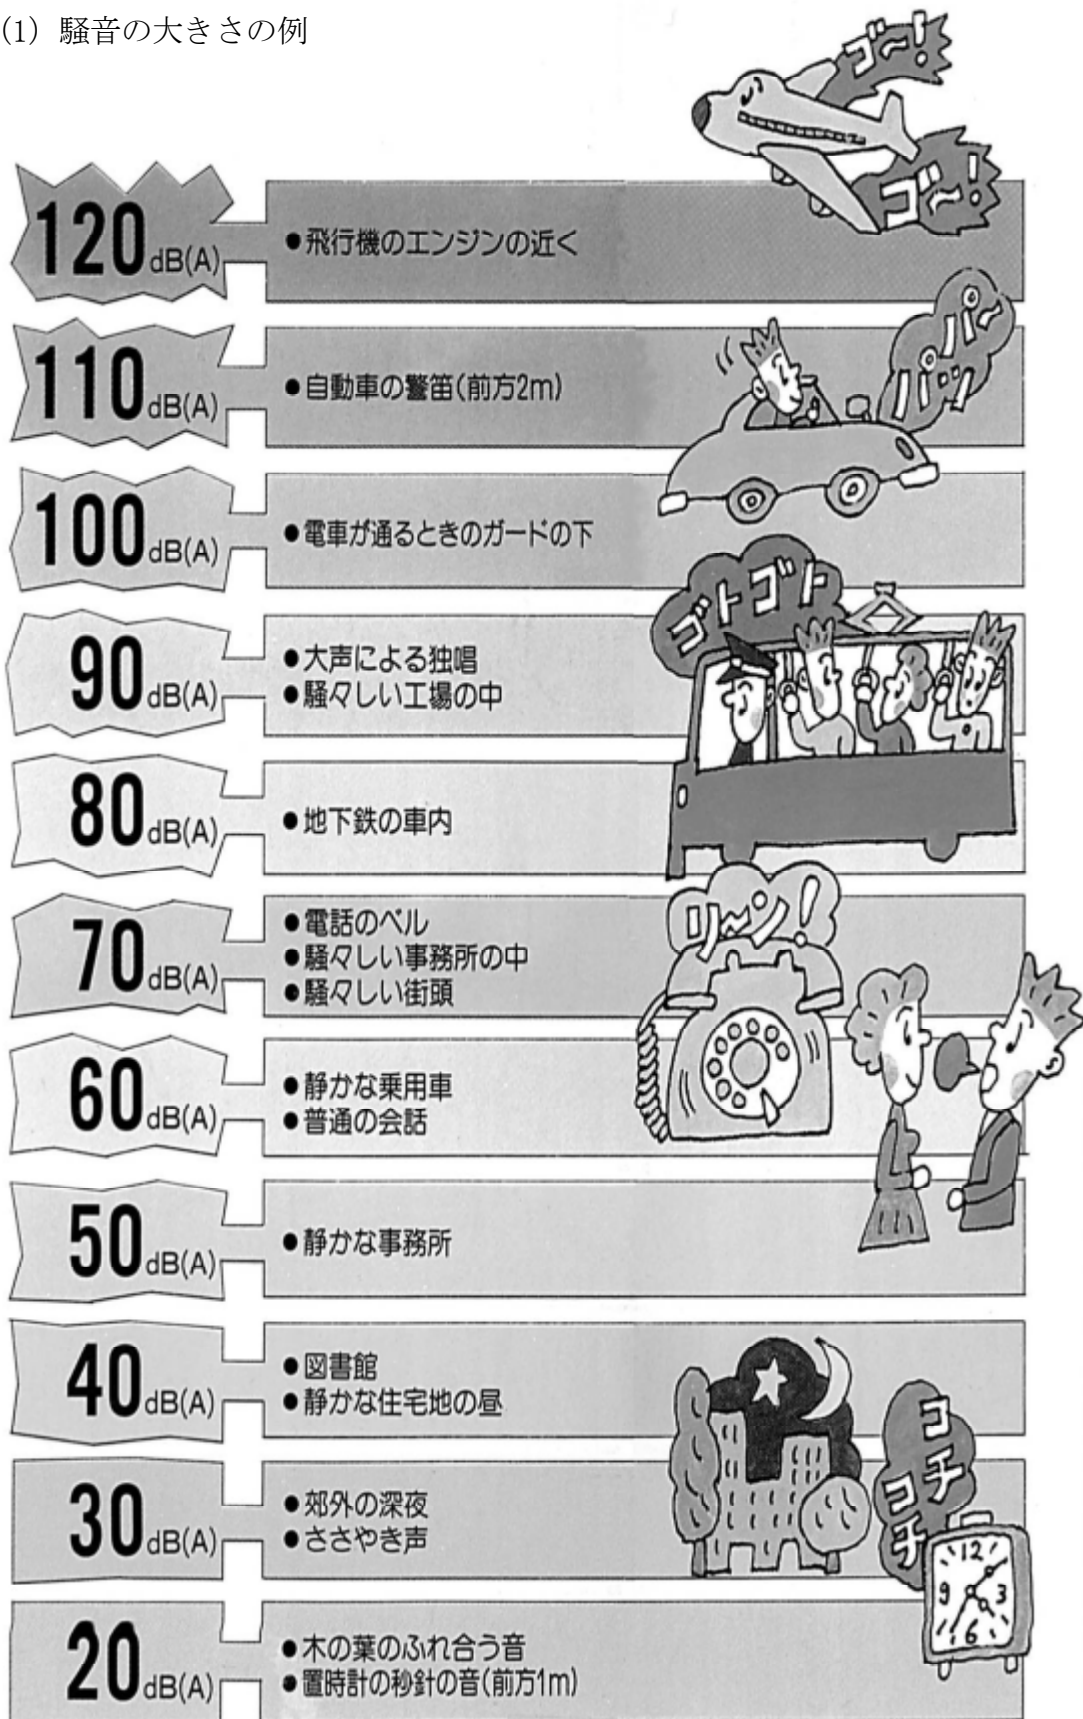 (1) 騒音の大きさの例
ゴ〜!
ゴ〜!
120dB(A)
●飛行機のエンジンの近く
パ〜
パッ
110dB(A)
●自動車の警笛(前方2m)
100dB(A)
●電車が通るときのガードの下
ゴトゴト
90dB(A)
●大声による独唱
●騒々しい工場の中
80dB(A)
●地下鉄の車内
リ〜ン!
70dB(A)
●電話のベル
●騒々しい事務所の中
●騒々しい街頭
60dB(A)
●静かな乗用車
●普通の会話
50dB(A)
●静かな事務所
40dB(A)
●図書館
●静かな住宅地の昼
コチ
コチ
30dB(A)
●郊外の深夜
●ささやき声
12
9 3
6
20dB(A)
●木の葉のふれ合う音
●置時計の秒針の音(前方1m)